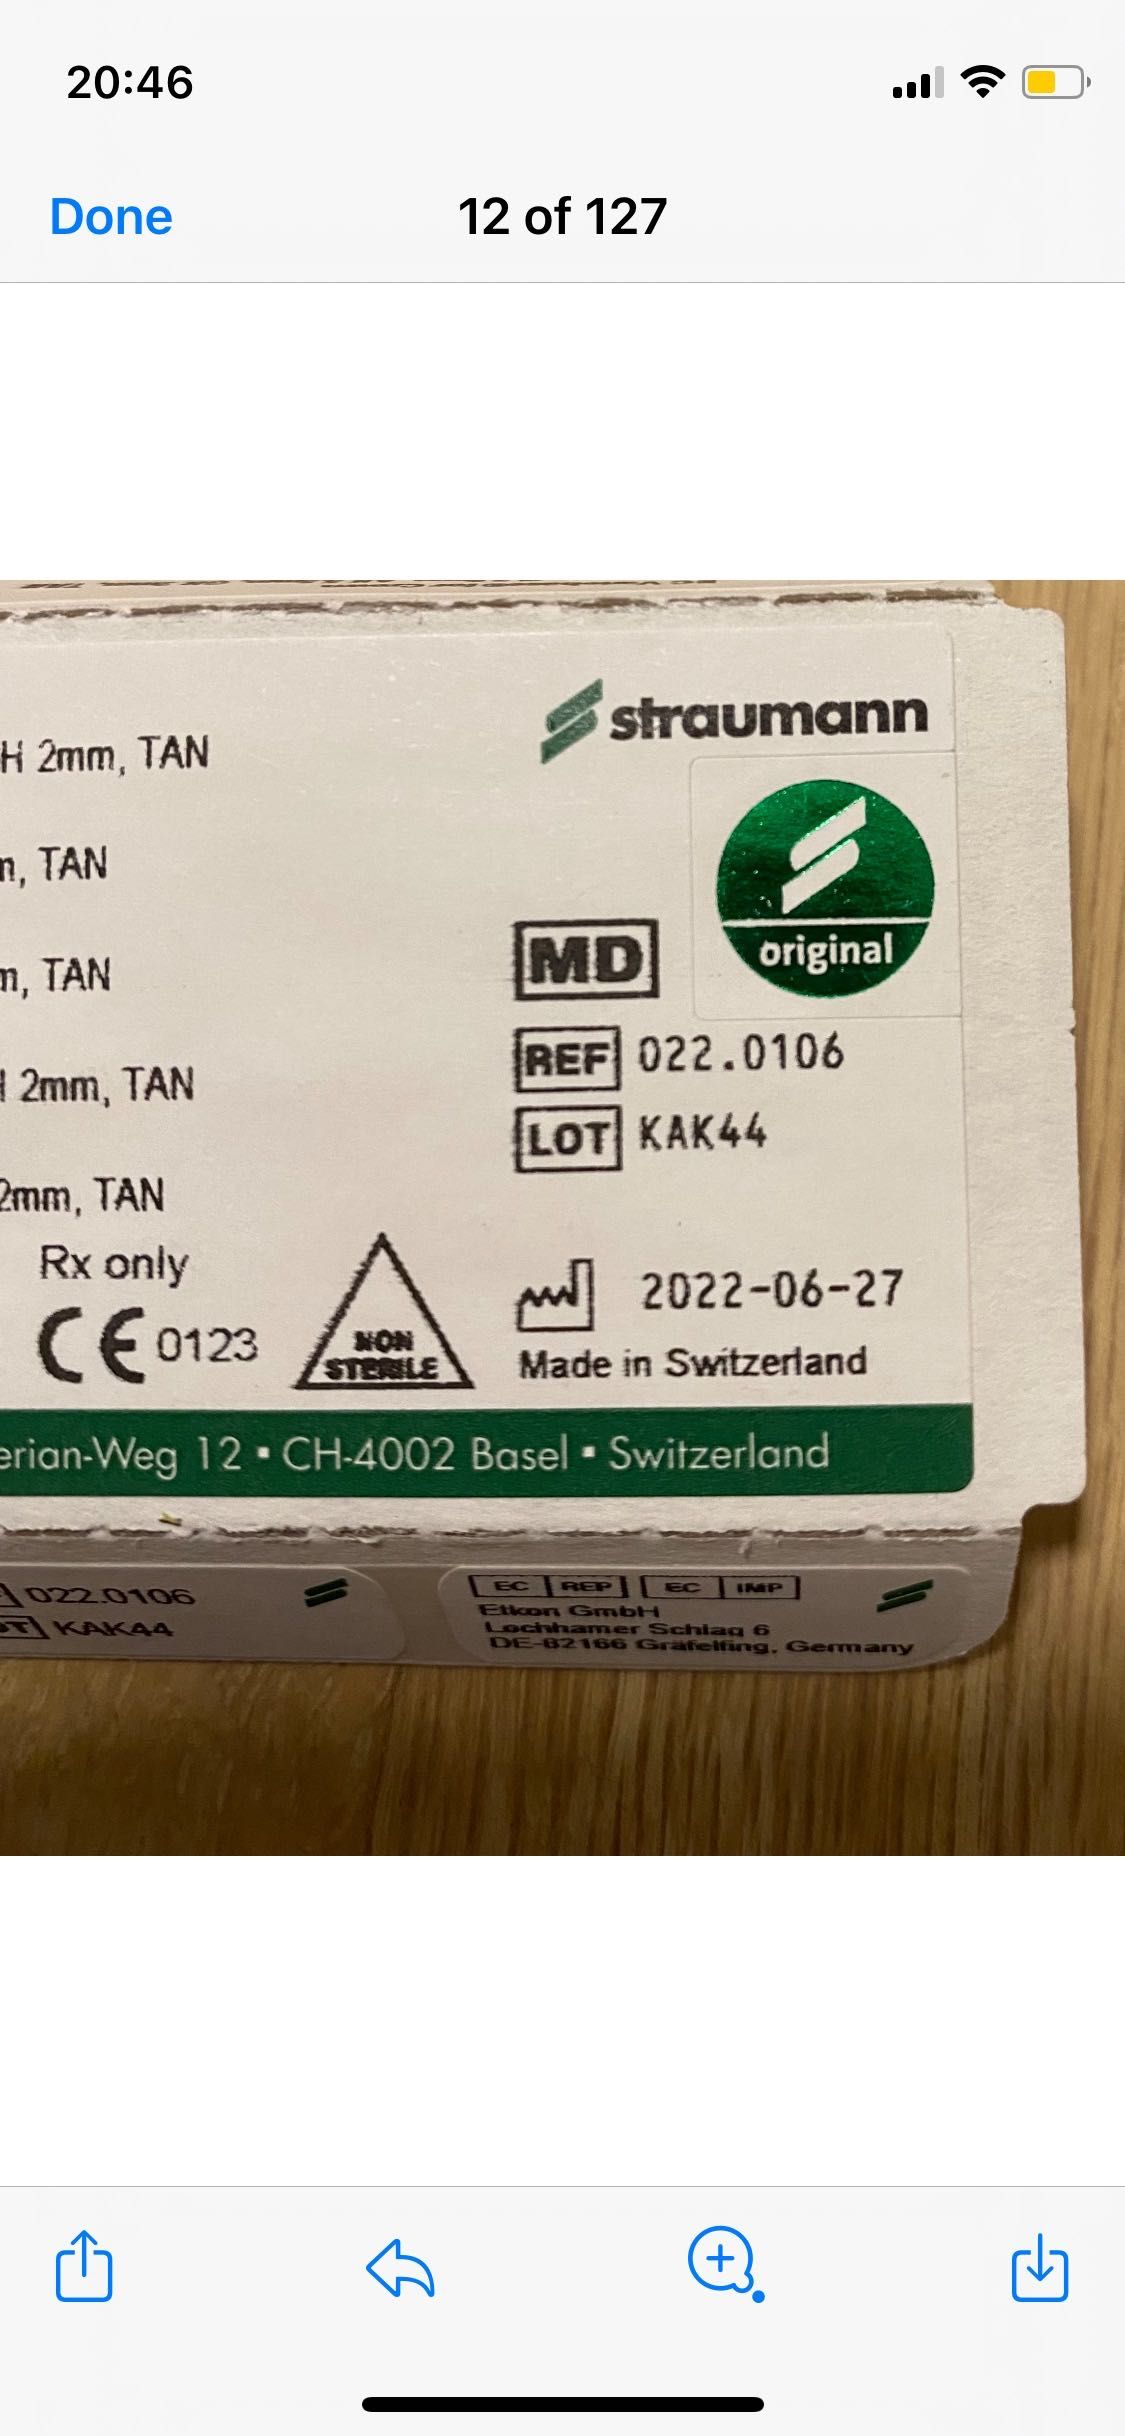 20:46
Done
12 of 127
straumann
H 2mm, TAN
original
, TAN
MD
, TAN
REF 022.0106
2mm, TAN
LOT KAK44
2mm, TAN
Rx only
2022-06-27
CE 0123
NON
STERILE
Made in Switzerland
erian-Weg 12 ▪ CH-4002 Basel ▪ Switzerland
022.0106
KAK44
EC REP EC IMP
Etkon GmbH
Lochhamer Schlag 6
DE-82166 Gräfelfing, Germany